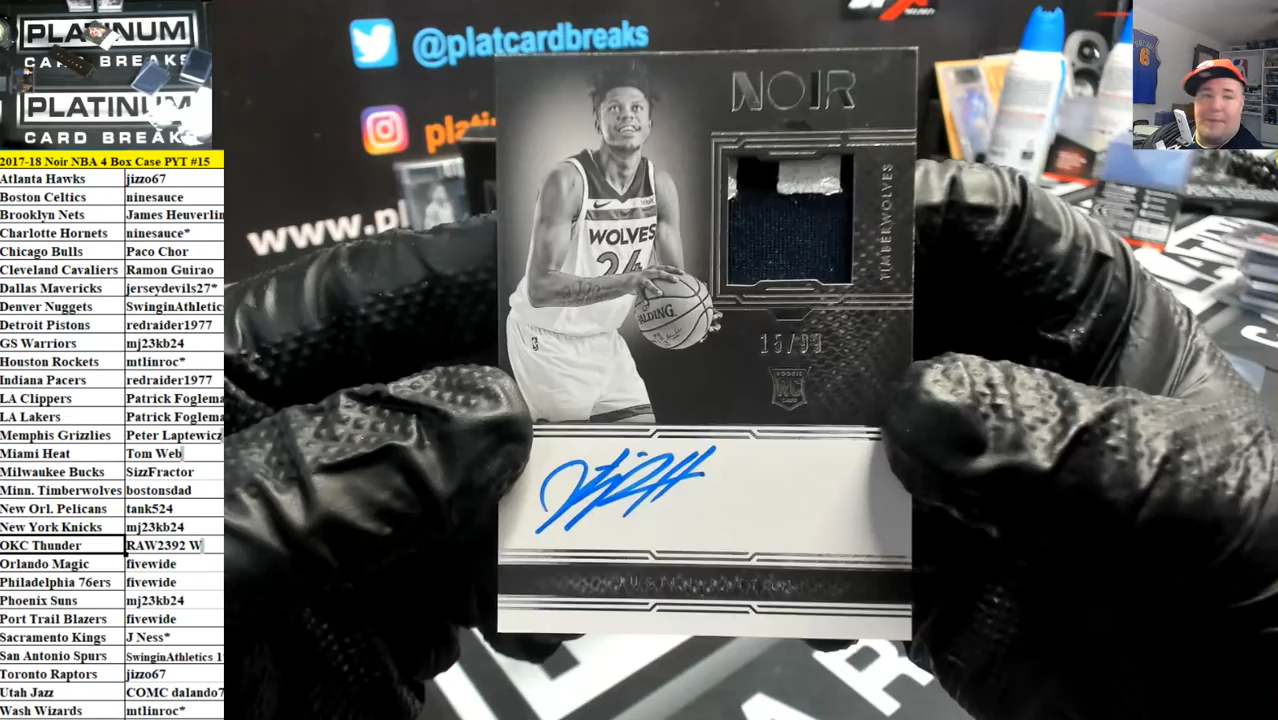 PLATINUM
CARD BREAKS
PLATINUM
CARD BREAKS
2017-18 Noir NBA 4 Box Case PYT #15
Atlanta Hawks jizzo67
Boston Celtics ninesauce
Brooklyn Nets James Heuverlin
Charlotte Hornets ninesauce*
Chicago Bulls Paco Chor
Cleveland Cavaliers Ramon Guirao
Dallas Mavericks jerseydevils27*
Denver Nuggets SwinginAthletic
Detroit Pistons redraider1977
GS Warriors mj23kb24
Houston Rockets mtlinroc*
Indiana Pacers redraider1977
LA Clippers Patrick Foglema
LA Lakers Patrick Foglema
Memphis Grizzlies Peter Laptewicz
Miami Heat Tom Web
Milwaukee Bucks SizzFractor
Minn. Timberwolves bostonsdad
New Orl. Pelicans tank524
New York Knicks mj23kb24
OKC Thunder RAW2392 W
Orlando Magic fivewide
Philadelphia 76ers fivewide
Phoenix Suns mj23kb24
Port Trail Blazers fivewide
Sacramento Kings J Ness*
San Antonio Spurs SwinginAthletics 1
Toronto Raptors jizzo67
Utah Jazz COMC dalando7
Wash Wizards mtlinroc*
@platcardbreaks
plati
www.pl
NOIR
TIMBERWOLVES
WOLVES
24
SPALDING
15/99
ROOKIE
RC
CARD